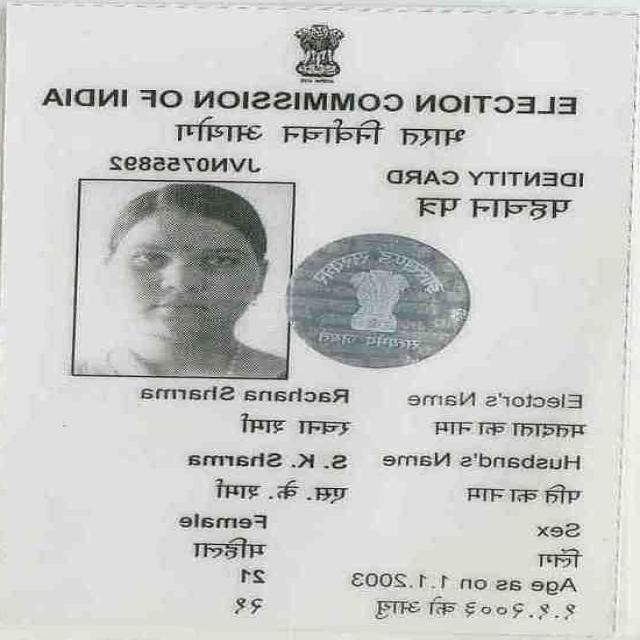 ELECTION COMMISSION OF INDIA
भारत निर्वाचन आयोग
IDENTITY CARD
पहचान पत्र
JVN0755892
Elector's Name Rachana Sharma
मतदाता का नाम रचना शर्मा
Husband's Name S. K. Sharma
पति का नाम एस. के. शर्मा
Sex Female
लिंग महिला
Age as on 1.1.2003 21
१.१.२००३ को आयु २१